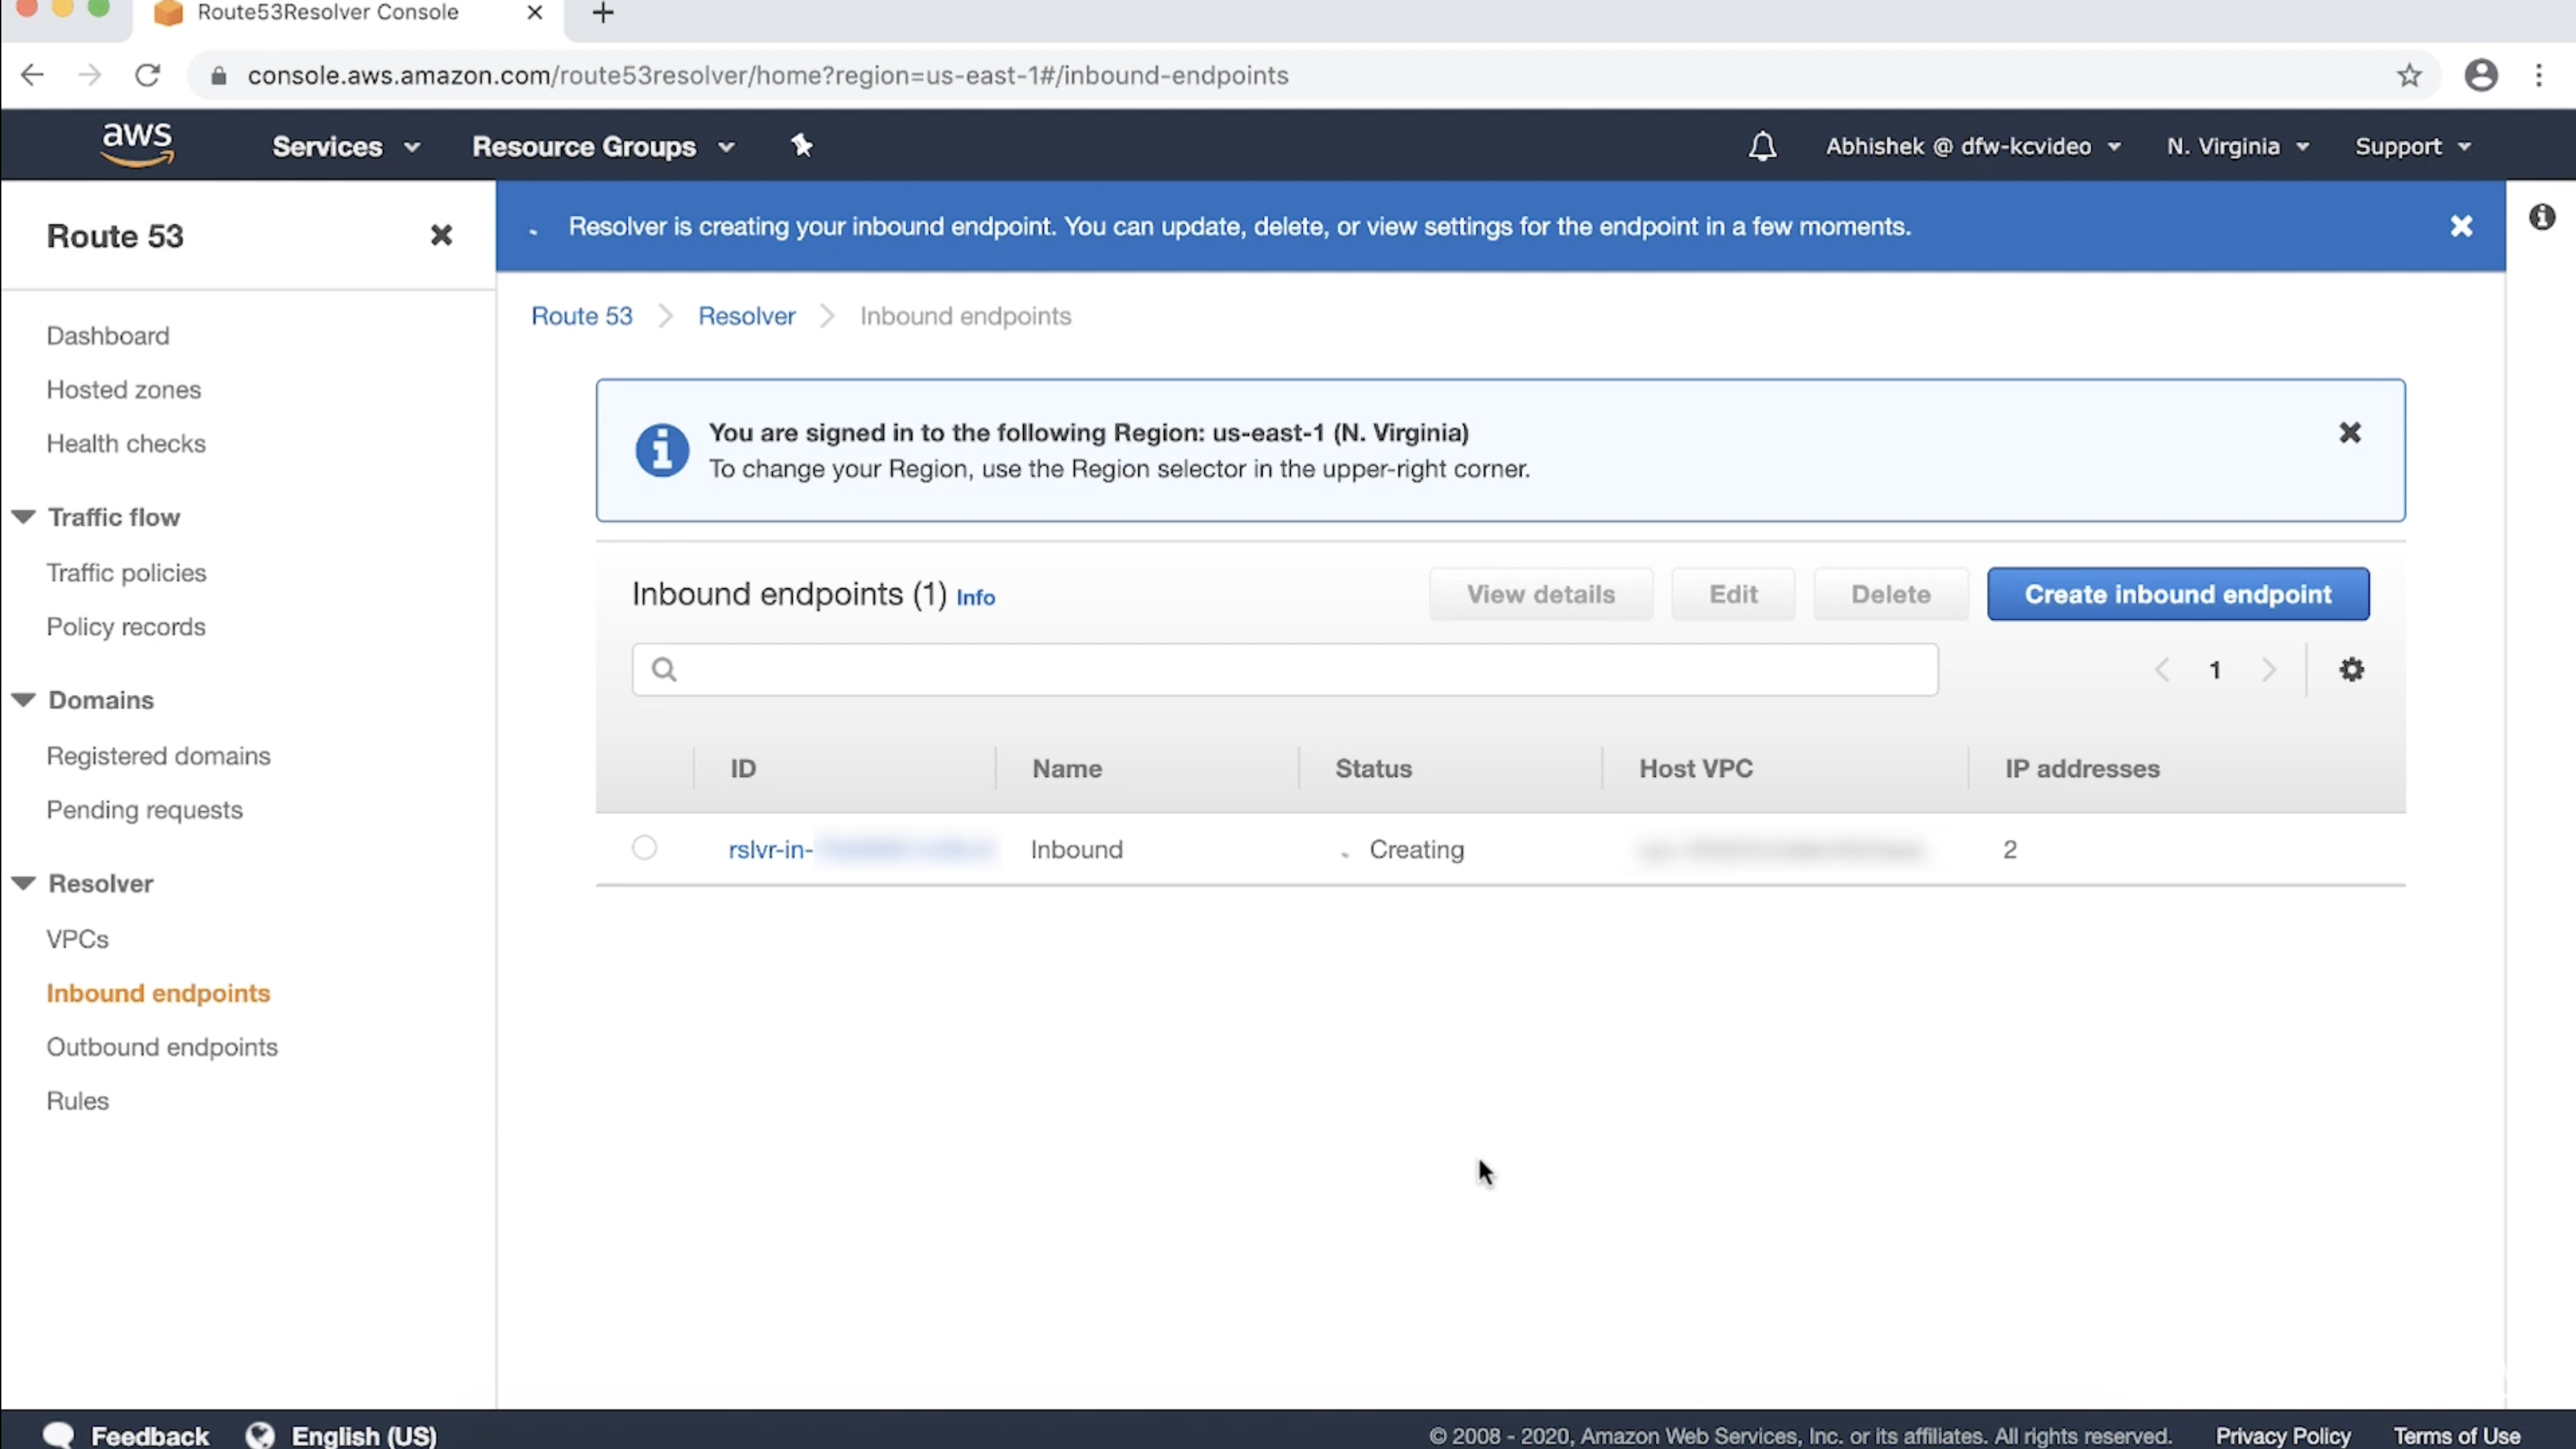 Route53Resolver Console
console.aws.amazon.com/route53resolver/home?region=us-east-1#/inbound-endpoints
aws Services Resource Groups Abhishek @ dfw-kcvideo N. Virginia Support
Route 53
Resolver is creating your inbound endpoint. You can update, delete, or view settings for the endpoint in a few moments.
Dashboard
Hosted zones
Health checks
Traffic flow
Traffic policies
Policy records
Domains
Registered domains
Pending requests
Resolver
VPCs
Inbound endpoints
Outbound endpoints
Rules
Route 53 Resolver Inbound endpoints
You are signed in to the following Region: us-east-1 (N. Virginia)
To change your Region, use the Region selector in the upper-right corner.
Inbound endpoints (1) Info View details Edit Delete Create inbound endpoint
1
ID Name Status Host VPC IP addresses
rslvr-in- Inbound Creating 2
Feedback English (US) © 2008 - 2020, Amazon Web Services, Inc. or its affiliates. All rights reserved. Privacy Policy Terms of Use